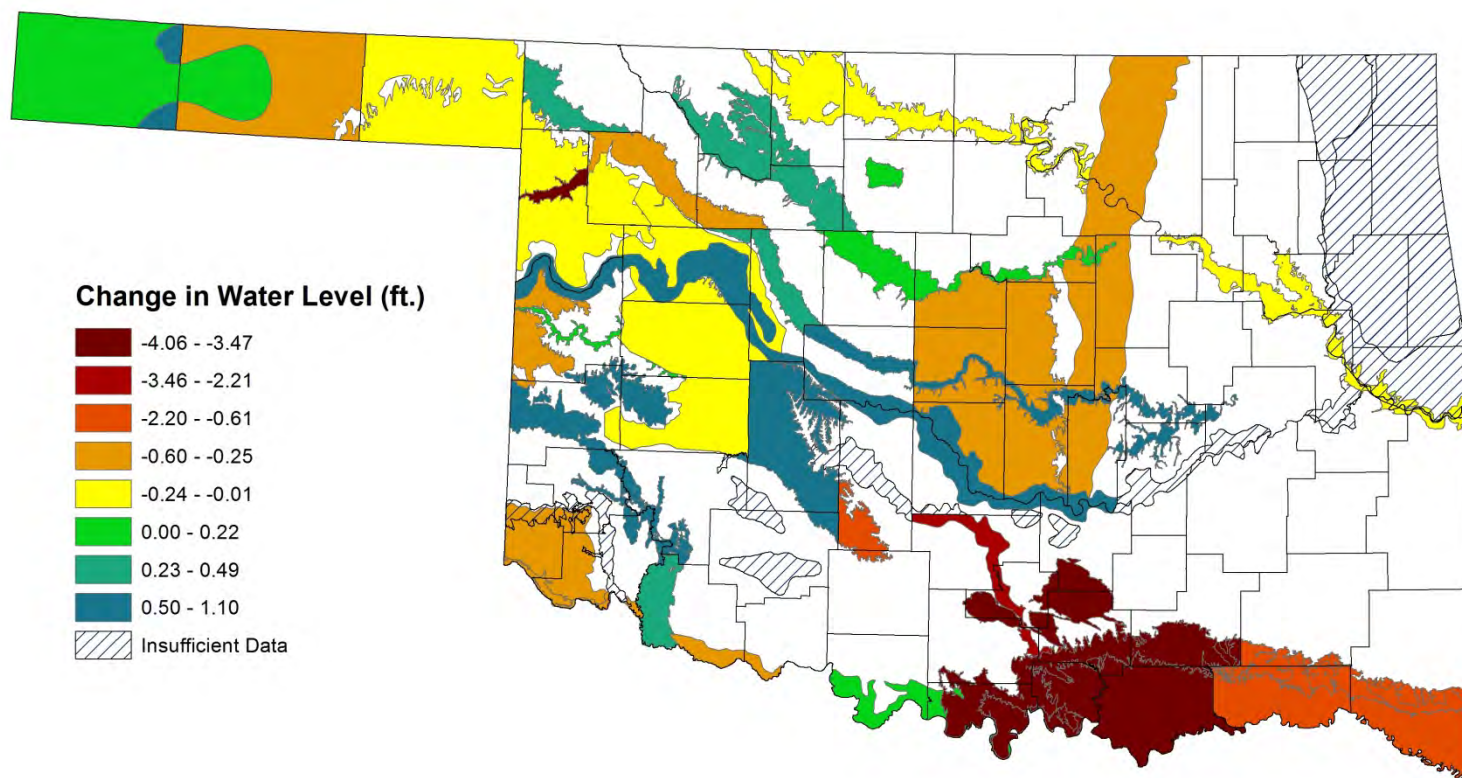 Change in Water Level (ft.)
-4.06 - -3.47
-3.46 - -2.21
-2.20 - -0.61
-0.60 - -0.25
-0.24 - -0.01
0.00 - 0.22
0.23 - 0.49
0.50 - 1.10
Insufficient Data